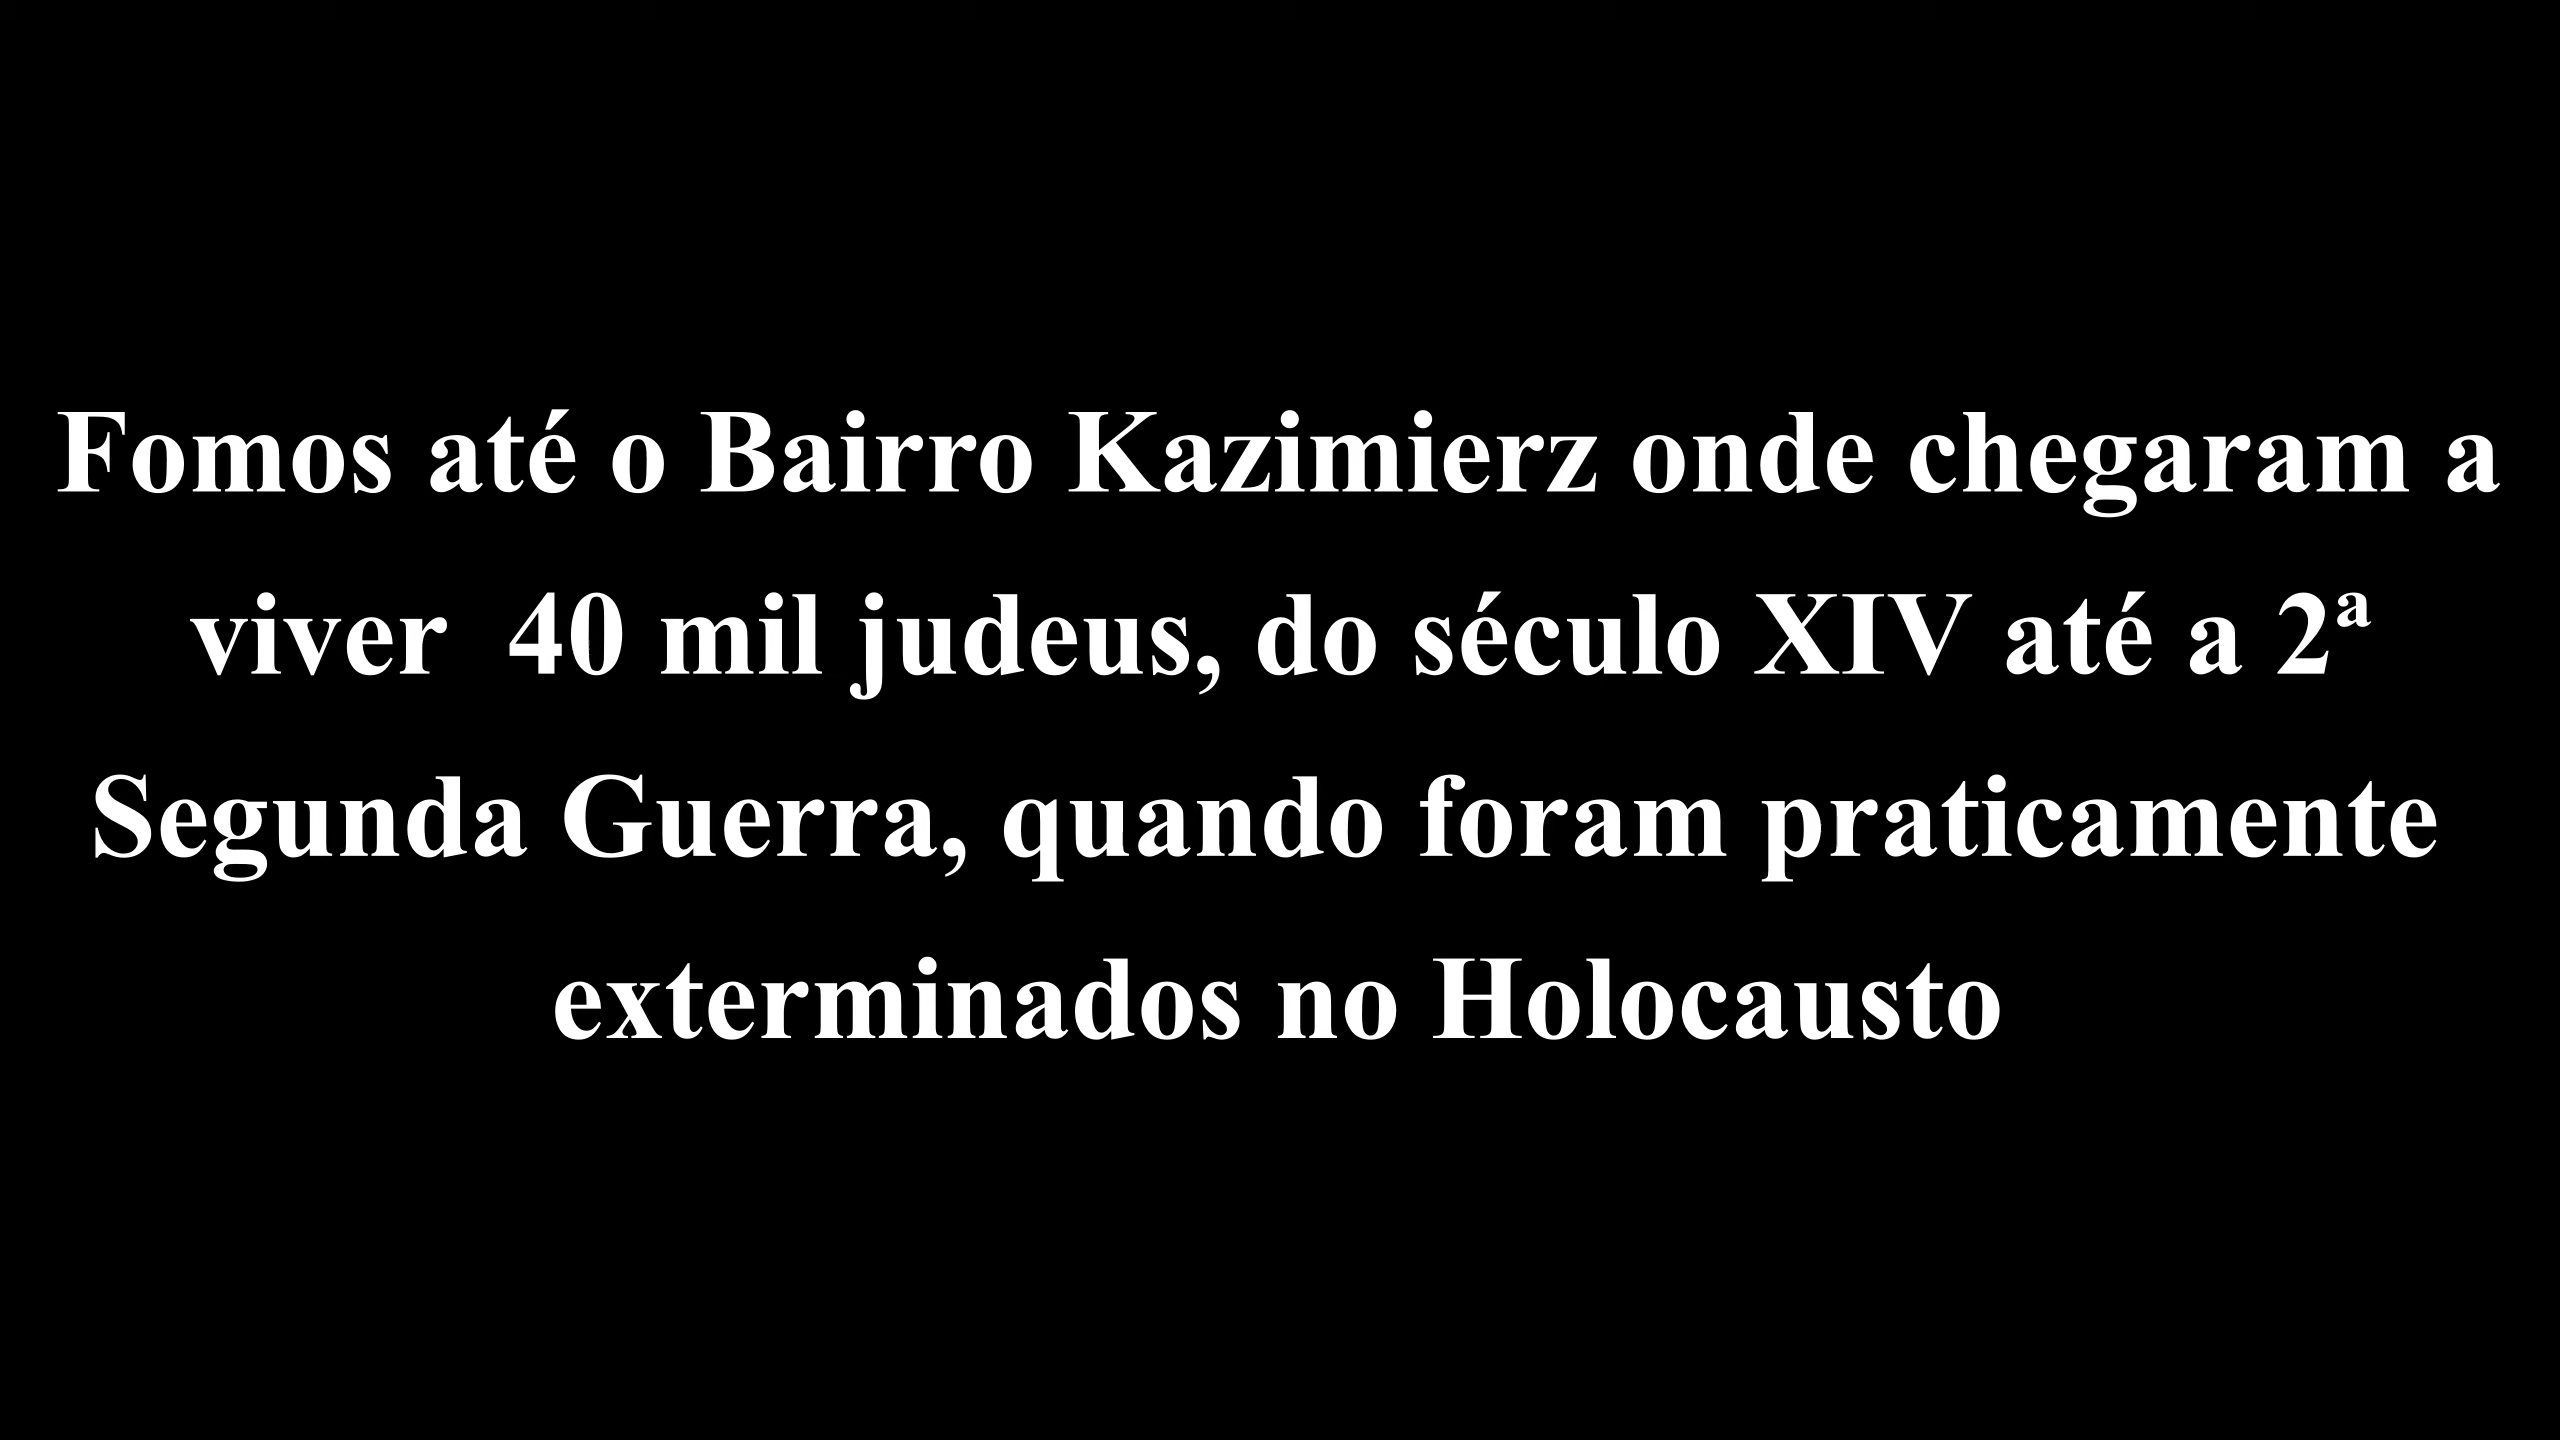 Fomos até o Bairro Kazimierz onde chegaram a
viver  40 mil judeus, do século XIV até a 2ª
Segunda Guerra, quando foram praticamente
exterminados no Holocausto